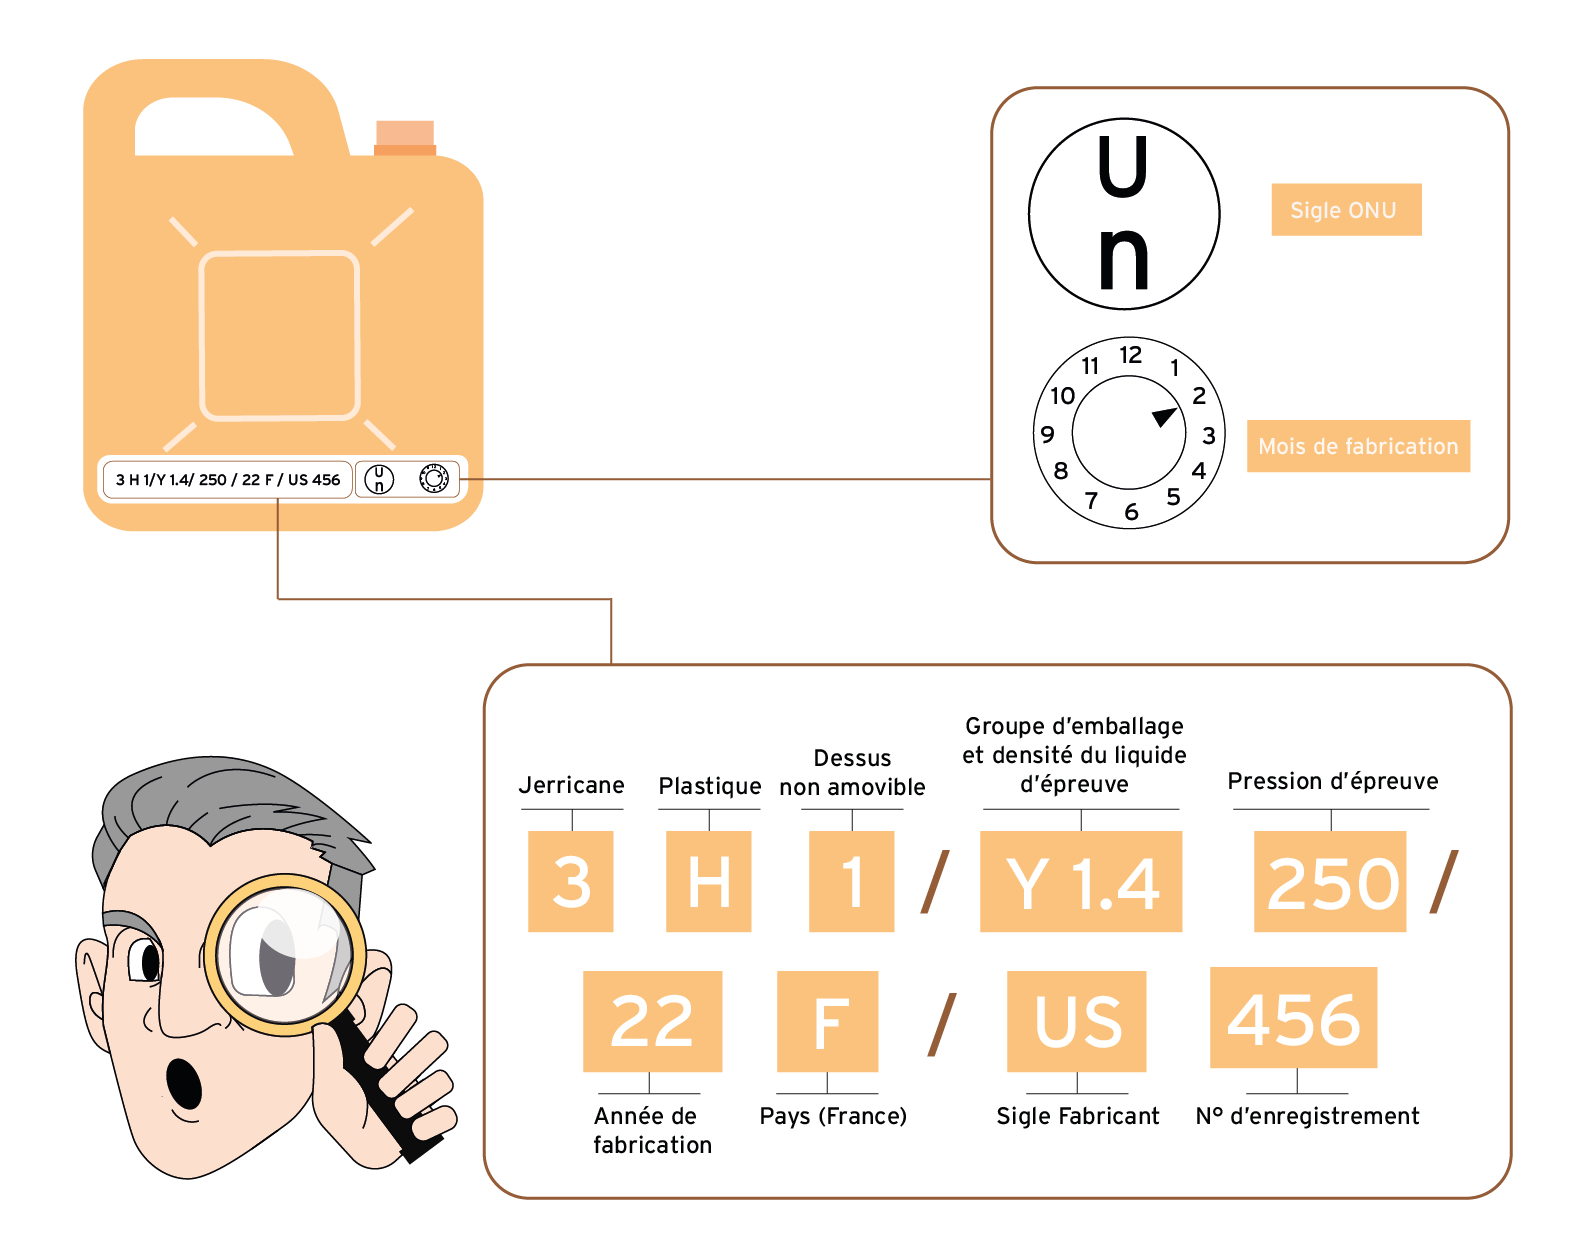 3 H 1/Y 1.4/ 250 / 22 F / US 456
U
n
U
n
Sigle ONU
12
1
2
3
4
5
6
7
8
9
10
11
Mois de fabrication
Jerricane
Plastique
Dessus
non amovible
Groupe d'emballage
et densité du liquide
d'épreuve
Pression d'épreuve
3 H 1 / Y 1.4 250 /
22 F / US 456
Année de
fabrication
Pays (France)
Sigle Fabricant
N° d'enregistrement